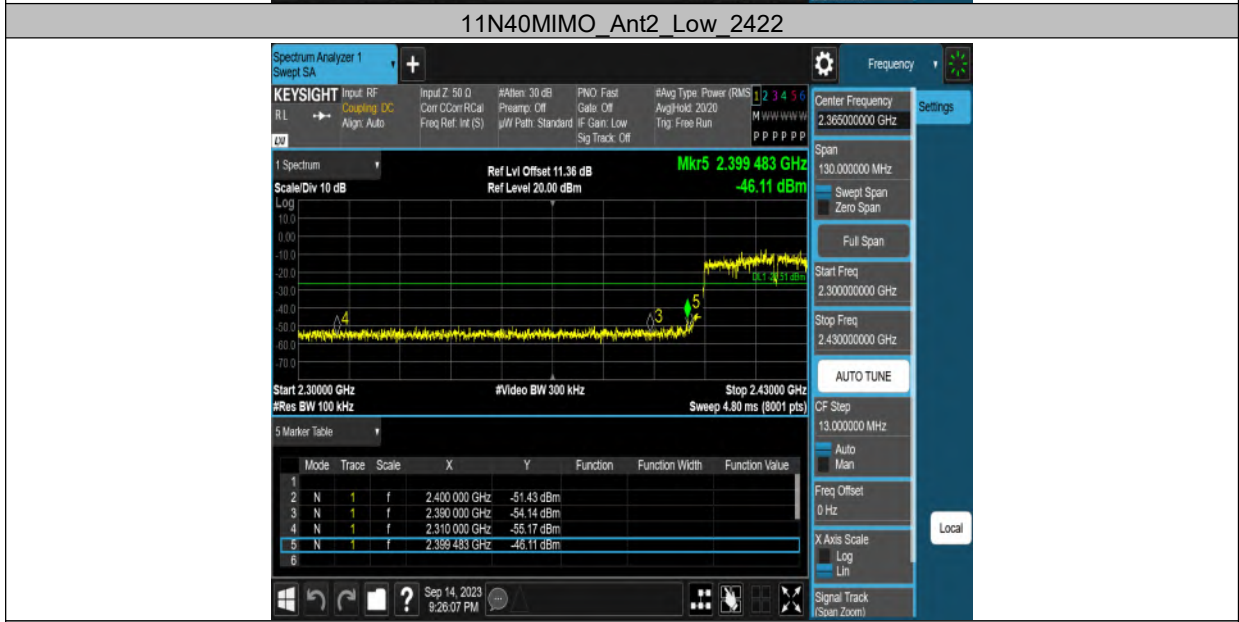 11N40MIMO_Ant2_Low_2422
Spectrum Analyzer 1
Swept SA
Frequency
KEYSIGHT
RL
LXI
Input: RF
Coupling: DC
Align: Auto
Input Z: 50 Ω
Corr CCorr RCal
Freq Ref: Int (S)
#Atten: 30 dB
Preamp: Off
µW Path: Standard
PNO: Fast
Gate: Off
IF Gain: Low
Sig Track: Off
#Avg Type: Power (RMS
Avg|Hold: 20/20
Trig: Free Run
1 2 3 4 5 6
M W W W W W
P P P P P P
Settings
Center Frequency
2.365000000 GHz
Span
130.000000 MHz
Swept Span
Zero Span
Full Span
Start Freq
2.300000000 GHz
Stop Freq
2.430000000 GHz
AUTO TUNE
CF Step
13.000000 MHz
Auto
Man
Freq Offset
0 Hz
X Axis Scale
Log
Lin
Signal Track
(Span Zoom)
Local
1 Spectrum
Scale/Div 10 dB
Ref Lvl Offset 11.36 dB
Ref Level 20.00 dBm
Mkr5 2.399 483 GHz
-46.11 dBm
Log
10.0
0.00
-10.0
-20.0
-30.0
-40.0
-50.0
-60.0
-70.0
4
3
5
Start 2.30000 GHz
#Video BW 300 kHz
Stop 2.43000 GHz
#Res BW 100 kHz
Sweep 4.80 ms (8001 pts)
5 Marker Table
Mode Trace Scale X Y Function Function Width Function Value
1
2 N 1 f 2.400 000 GHz -51.43 dBm
3 N 1 f 2.390 000 GHz -54.14 dBm
4 N 1 f 2.310 000 GHz -55.17 dBm
5 N 1 f 2.399 483 GHz -46.11 dBm
6
?
Sep 14, 2023
9:26:07 PM